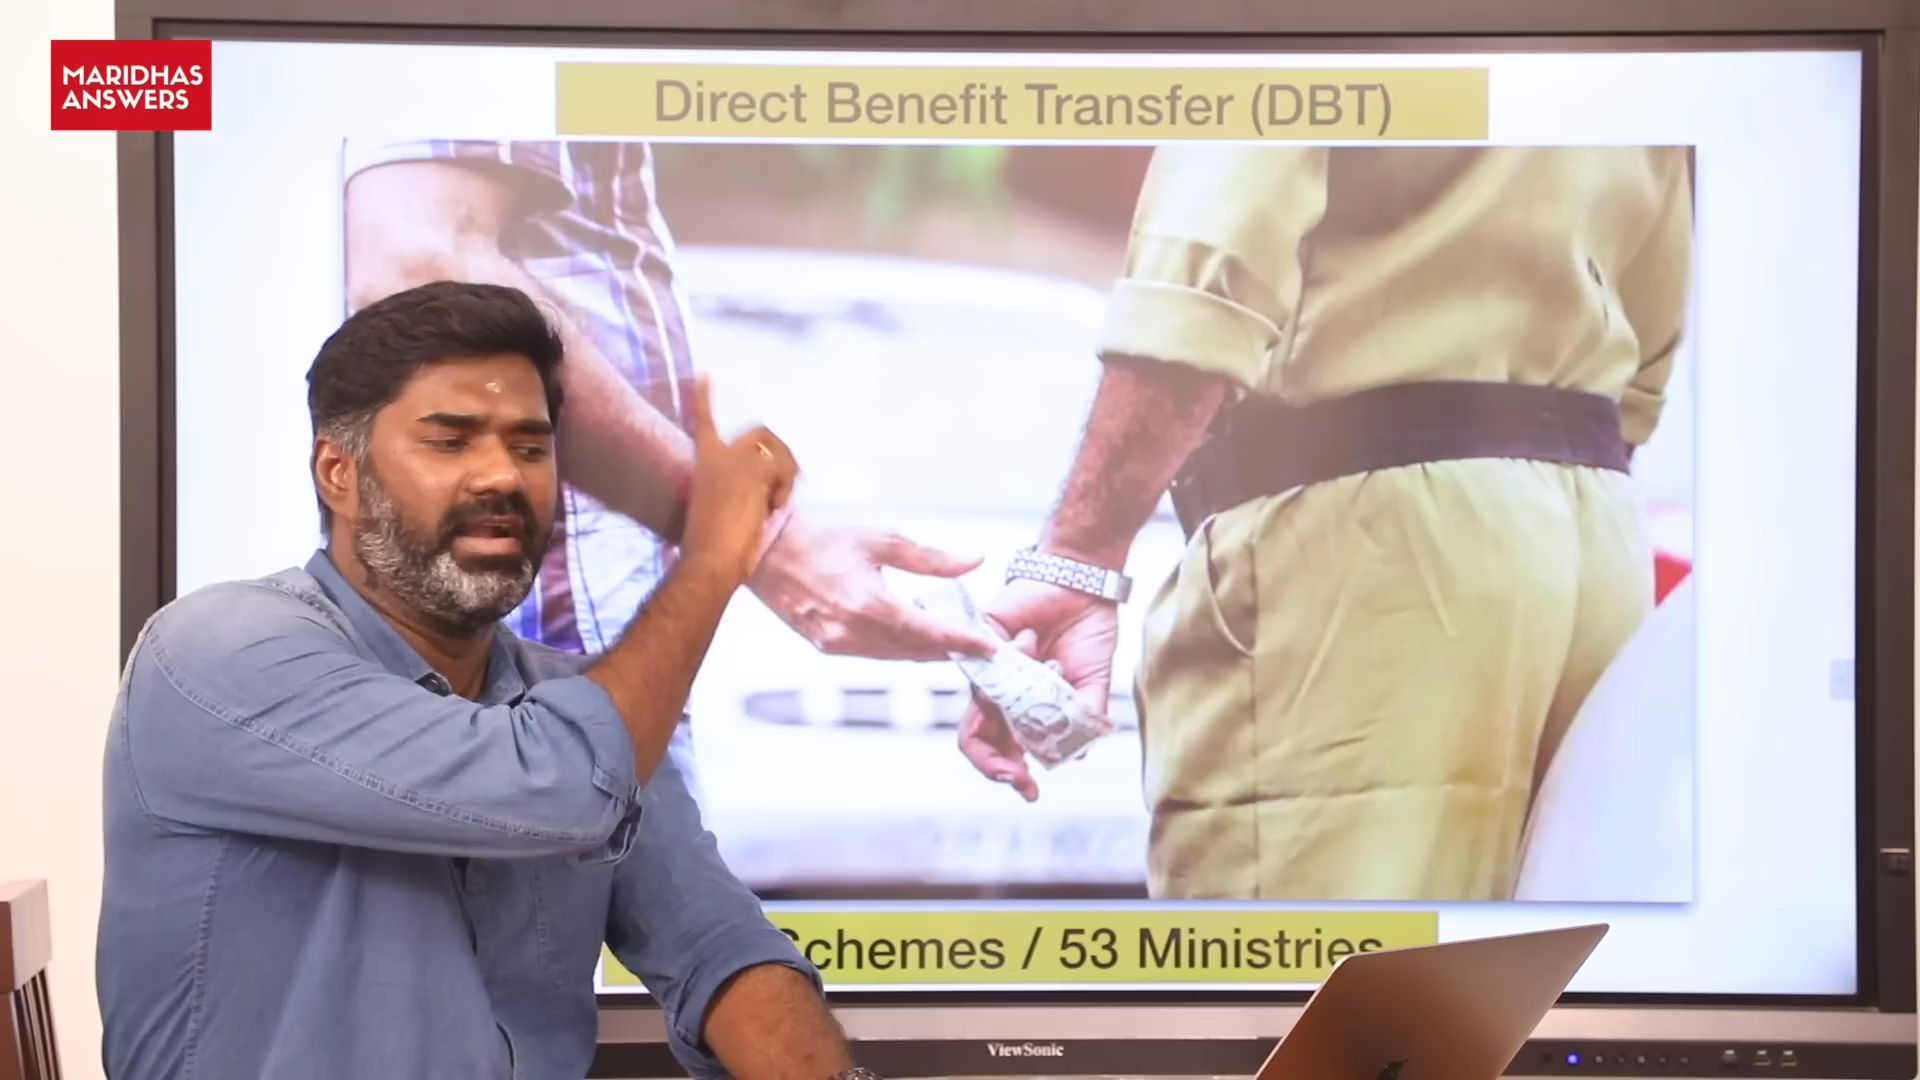 MARIDHAS
ANSWERS
Direct Benefit Transfer (DBT)
Schemes / 53 Ministries
ViewSonic